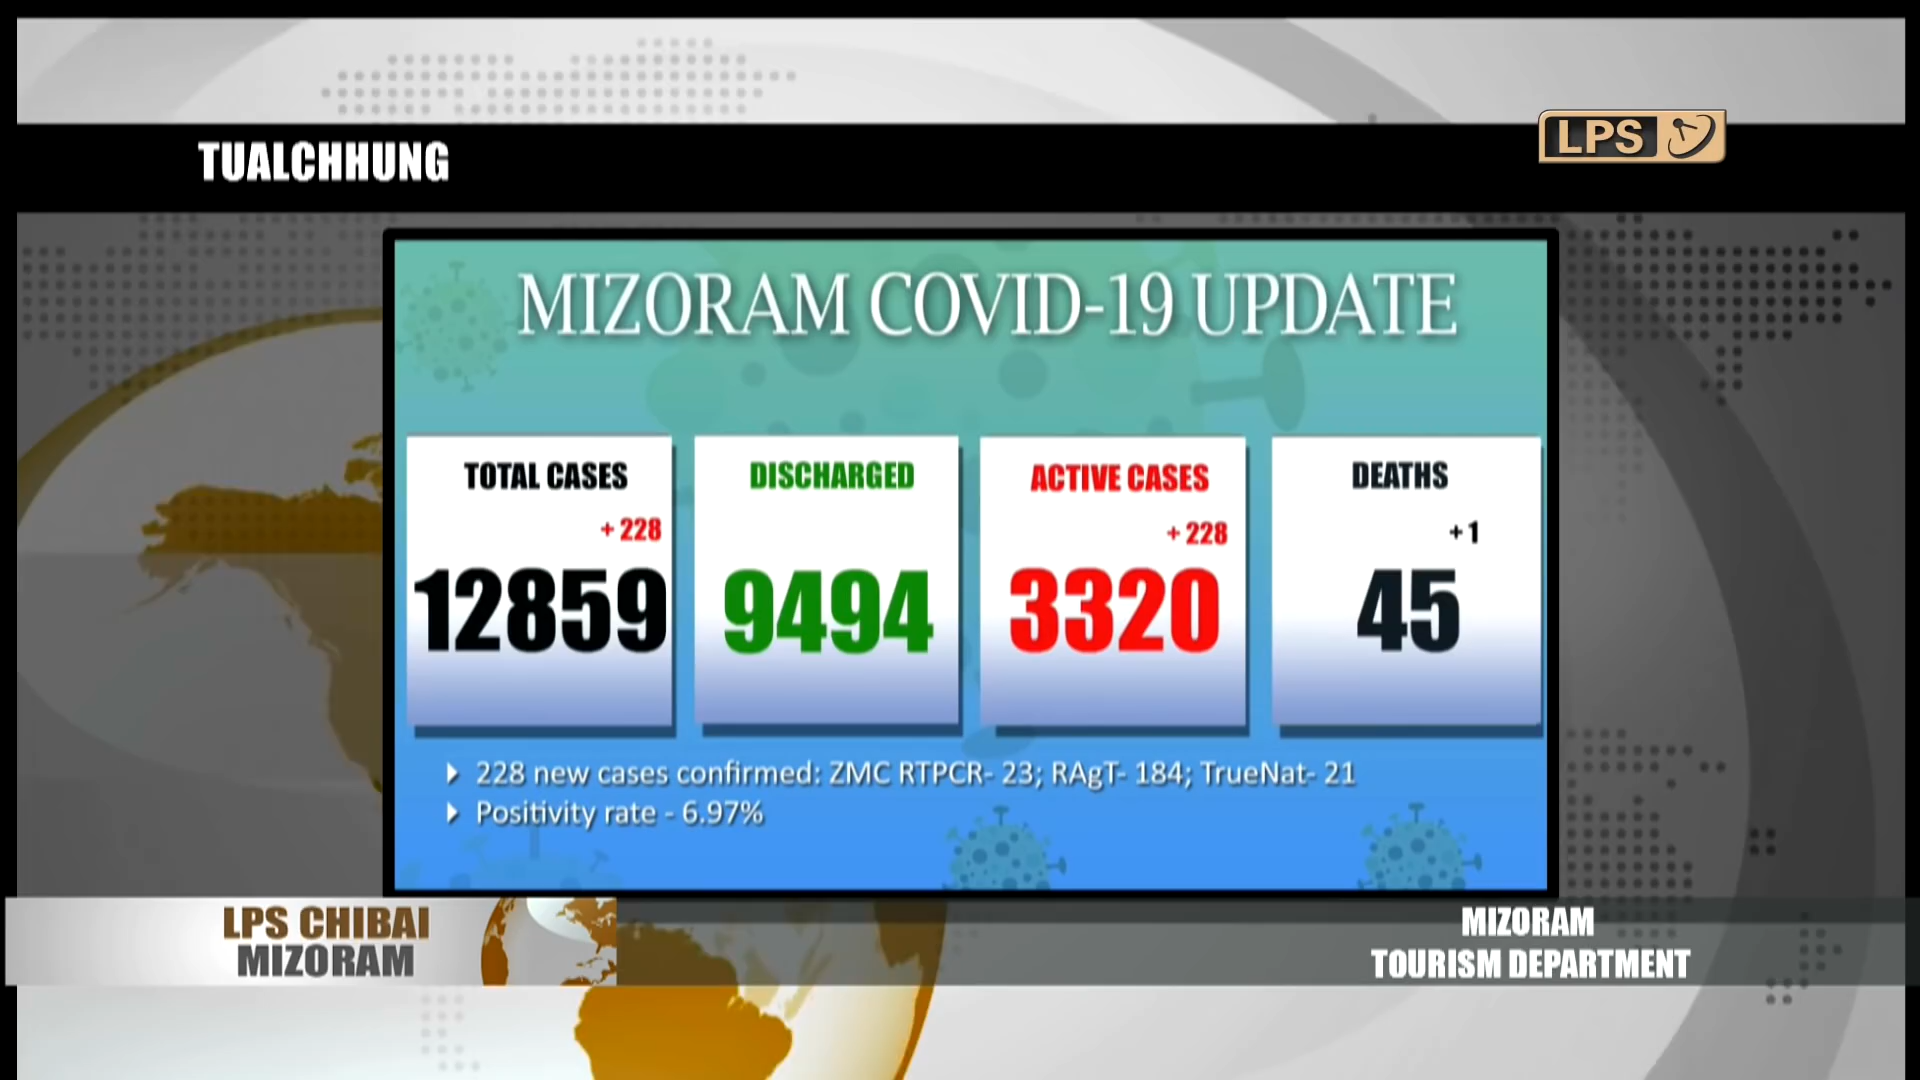 TUALCHHUNG
LPS
MIZORAM COVID-19 UPDATE
TOTAL CASES
+ 228
12859
DISCHARGED
9494
ACTIVE CASES
+ 228
3320
DEATHS
+ 1
45
228 new cases confirmed: ZMC RTPCR- 23; RAgT- 184; TrueNat- 21
Positivity rate - 6.97%
LPS CHIBAI
MIZORAM
MIZORAM
TOURISM DEPARTMENT